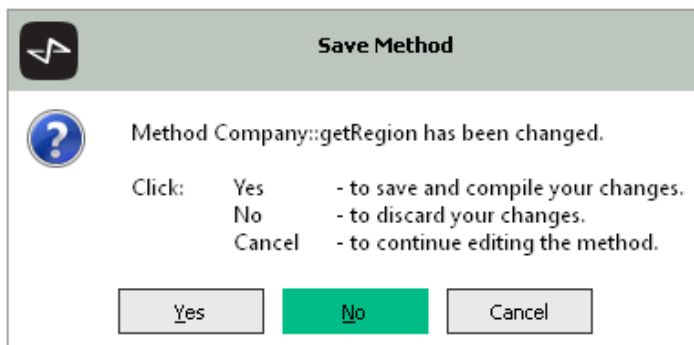 Save Method
Method Company::getRegion has been changed.
Click: Yes - to save and compile your changes.
No - to discard your changes.
Cancel - to continue editing the method.
Yes No Cancel